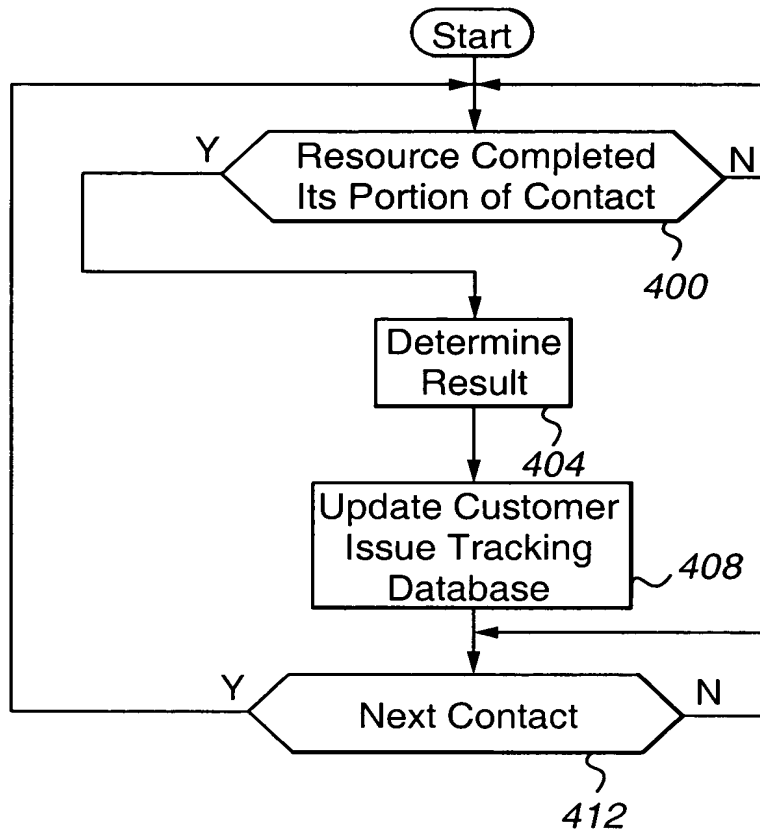 Start
Y
Resource Completed
N
Its Portion of Contact
400
Determine
Result
404
Update Customer
Issue Tracking
Database
408
Y
N
Next Contact
412